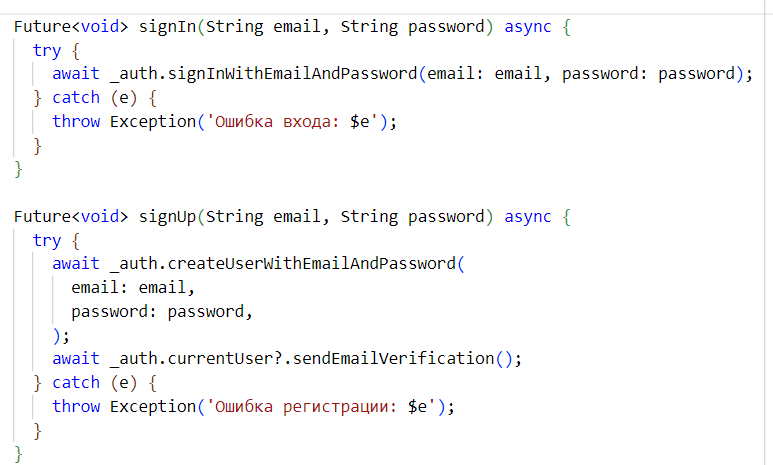 Future<void> signIn(String email, String password) async {
try {
await _auth.signInWithEmailAndPassword(email: email, password: password);
} catch (e) {
throw Exception('Ошибка входа: $e');
}
}
Future<void> signUp(String email, String password) async {
try {
await _auth.createUserWithEmailAndPassword(
email: email,
password: password,
);
await _auth.currentUser?.sendEmailVerification();
} catch (e) {
throw Exception('Ошибка регистрации: $e');
}
}